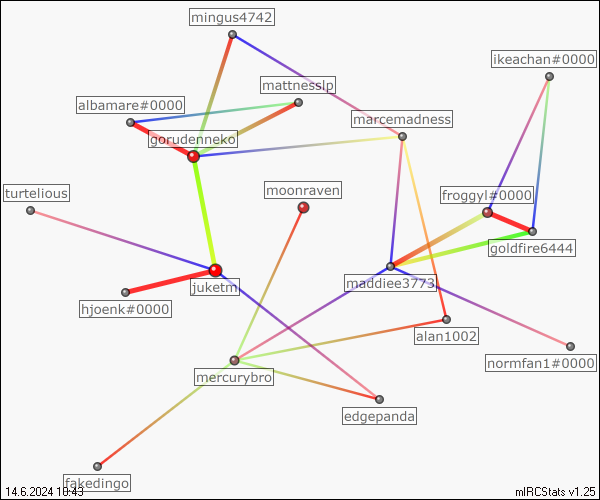 mingus4742
ikeachan#0000
mattnesslp
albamare#0000
marcemadness
gorudenneko
moonraven
turtelious
froggyl#0000
goldfire6444
juketm
maddiee3773
hjoenk#0000
alan1002
normfan1#0000
mercurybro
edgepanda
fakedingo
14.6.2024 10:43
mIRCStats v1.25